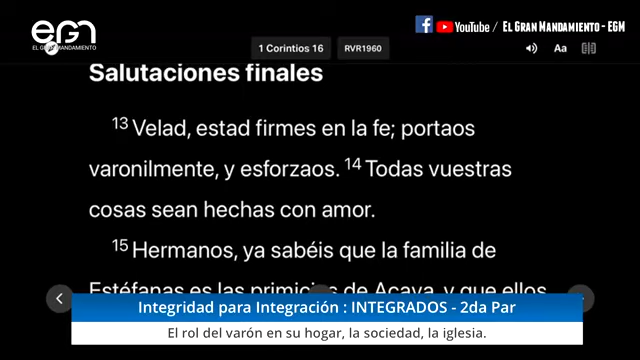 EGM
EL GRAN MANDAMIENTO
YouTube / EL GRAN MANDAMIENTO - EGM
1 Corintios 16
RVR1960
Aa
Salutaciones finales
13 Velad, estad firmes en la fe; portaos
varonilmente, y esforzaos. 14 Todas vuestras
cosas sean hechas con amor.
15 Hermanos, ya sabéis que la familia de
Estéfanas es las primicias de Acaya, y que ellos
Integridad para Integración : INTEGRADOS - 2da Par
El rol del varón en su hogar, la sociedad, la iglesia.